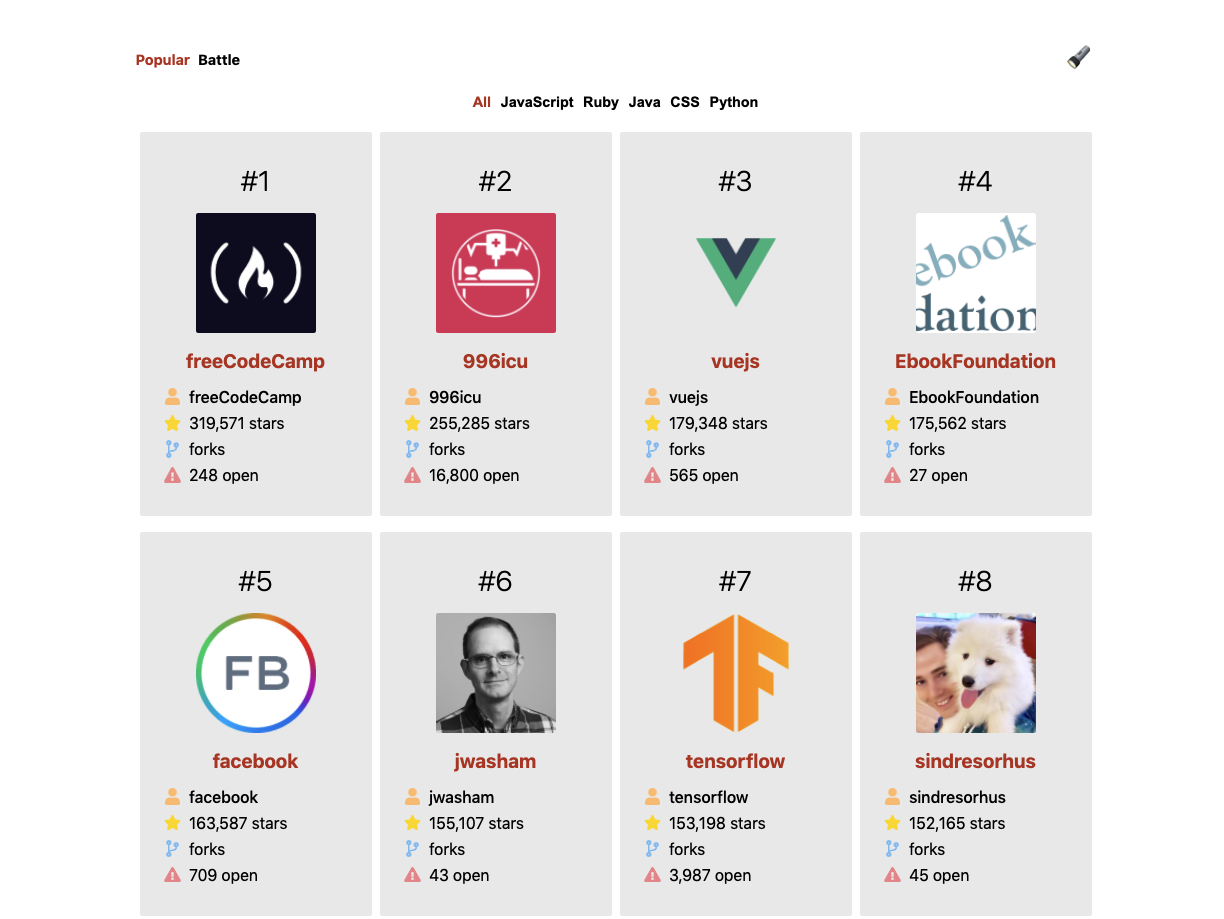 Popular Battle
All JavaScript Ruby Java CSS Python
#1
freeCodeCamp
freeCodeCamp
319,571 stars
forks
248 open
#2
996icu
996icu
255,285 stars
forks
16,800 open
#3
vuejs
vuejs
179,348 stars
forks
565 open
#4
ebook
dation
EbookFoundation
EbookFoundation
175,562 stars
forks
27 open
#5
FB
facebook
facebook
163,587 stars
forks
709 open
#6
jwasham
jwasham
155,107 stars
forks
43 open
#7
tensorflow
tensorflow
153,198 stars
forks
3,987 open
#8
sindresorhus
sindresorhus
152,165 stars
forks
45 open